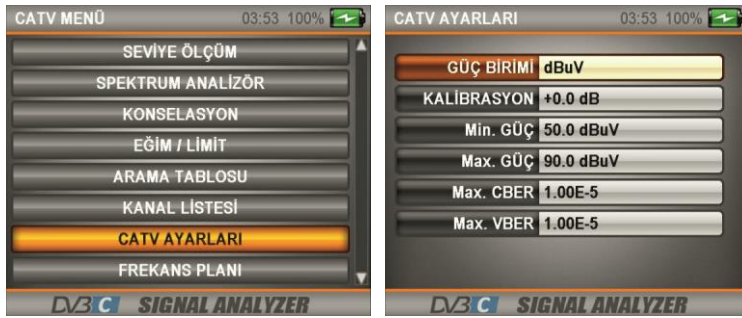 CATV MENÜ 03:53 100%
SEVİYE ÖLÇÜM
SPEKTRUM ANALİZÖR
KONSELASYON
EĞİM / LİMİT
ARAMA TABLOSU
KANAL LİSTESİ
CATV AYARLARI
FREKANS PLANI
DVB C SIGNAL ANALYZER
CATV AYARLARI 03:53 100%
GÜÇ BİRİMİ dBuV
KALİBRASYON +0.0 dB
Min. GÜÇ 50.0 dBuV
Max. GÜÇ 90.0 dBuV
Max. CBER 1.00E-5
Max. VBER 1.00E-5
DVB C SIGNAL ANALYZER